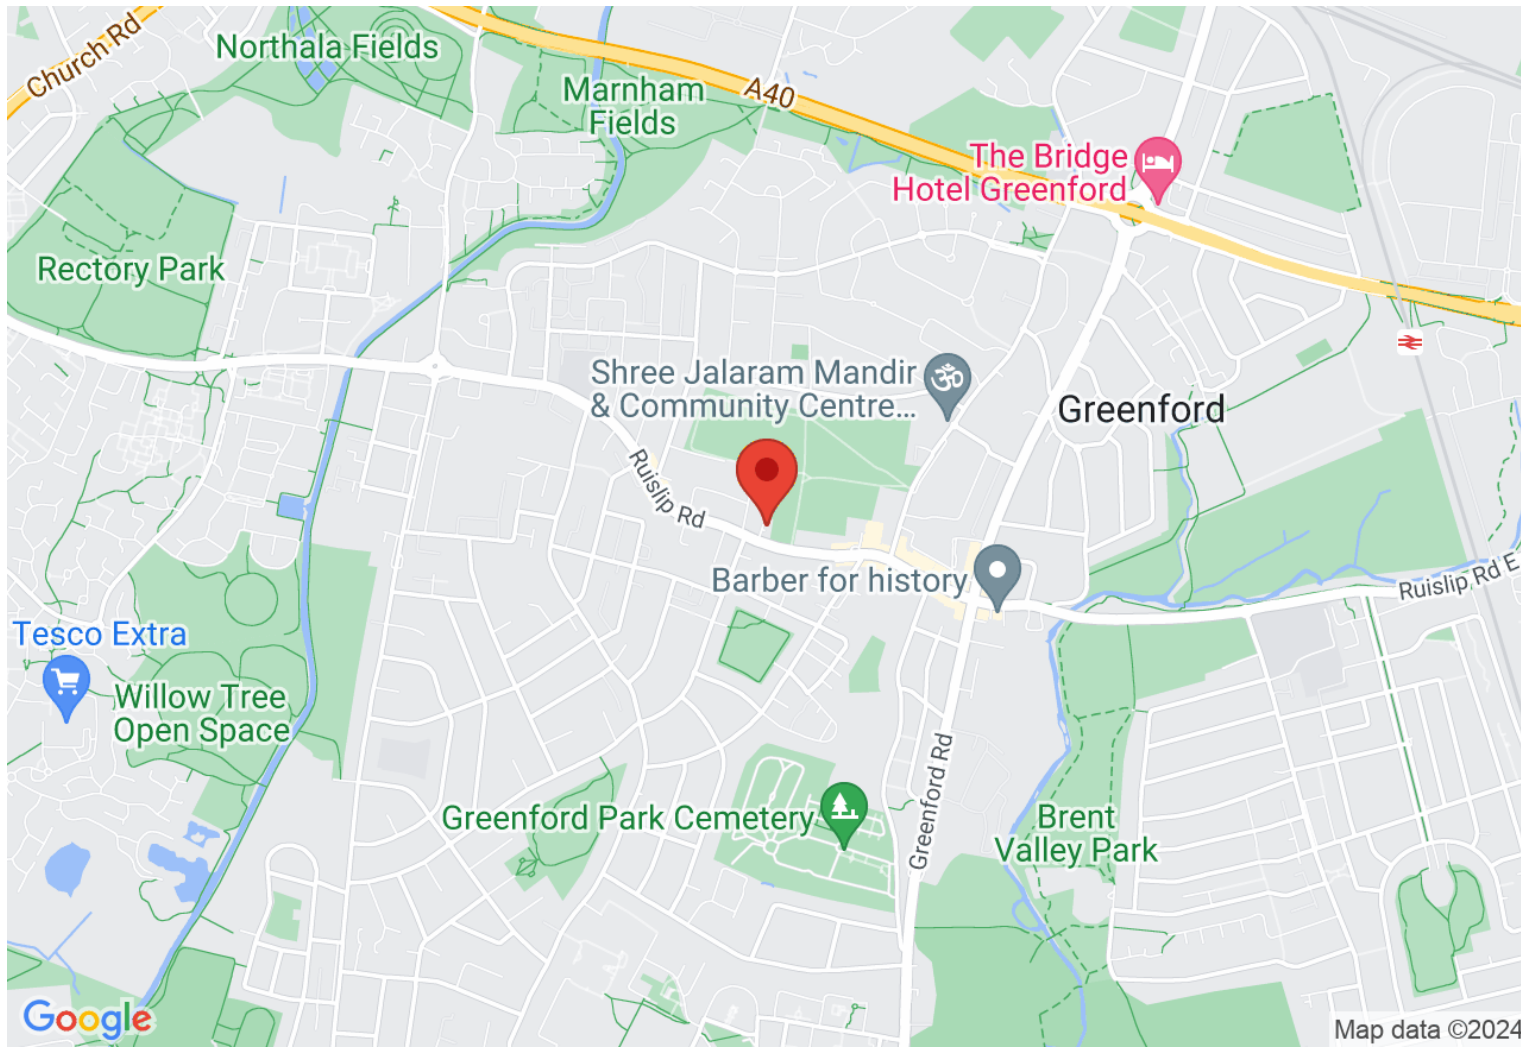 Church Rd
Northala Fields
Marnham
Fields
A40
The Bridge
Hotel Greenford
Rectory Park
Shree Jalaram Mandir
& Community Centre...
ॐ
Greenford
Ruislip Rd
Barber for history
Ruislip Rd E
Tesco Extra
Willow Tree
Open Space
Greenford Rd
Greenford Park Cemetery
Brent
Valley Park
Google
Map data ©2024